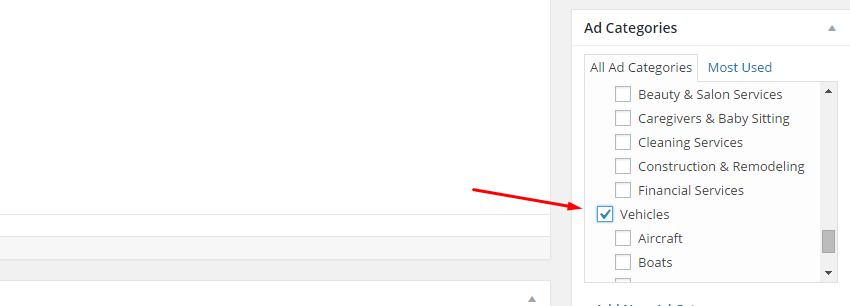 Ad Categories
All Ad Categories Most Used
Beauty & Salon Services
Caregivers & Baby Sitting
Cleaning Services
Construction & Remodeling
Financial Services
Vehicles
Aircraft
Boats